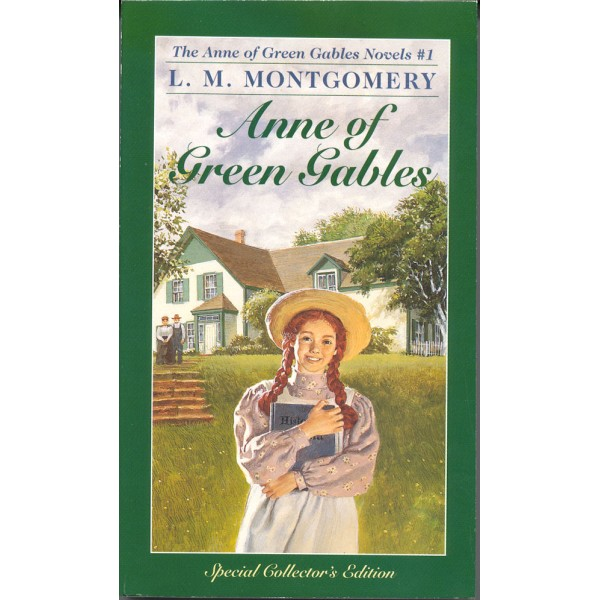 The Anne of Green Gables Novels #1
L. M. MONTGOMERY
Anne of
Green Gables
Special Collector's Edition